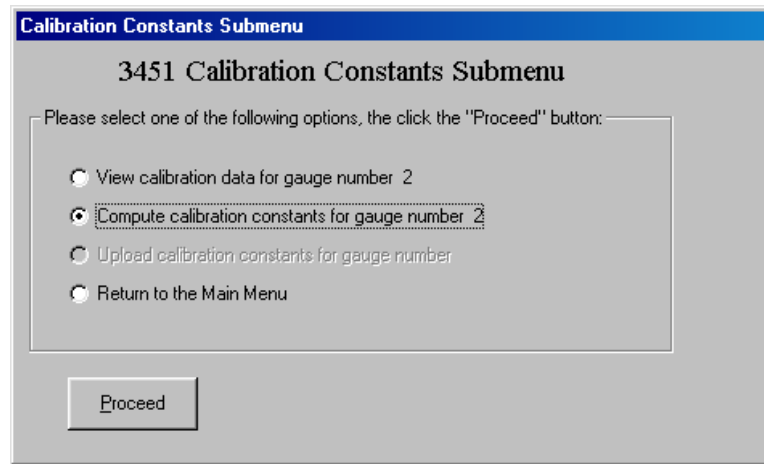 Calibration Constants Submenu
3451 Calibration Constants Submenu
Please select one of the following options, the click the "Proceed" button:
View calibration data for gauge number 2
Compute calibration constants for gauge number 2
Upload calibration constants for gauge number
Return to the Main Menu
Proceed